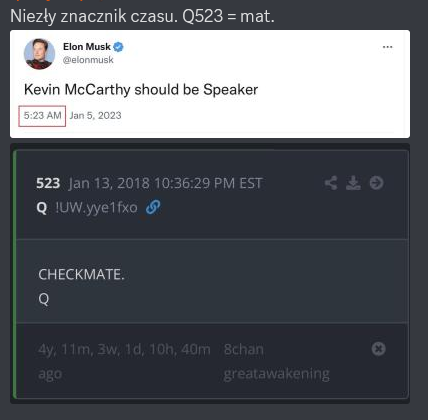 Niezły znacznik czasu. Q523 = mat.
Elon Musk
@elonmusk
Kevin McCarthy should be Speaker
5:23 AM Jan 5, 2023
523 Jan 13, 2018 10:36:29 PM EST
Q !UW.yye1fxo
CHECKMATE.
Q
4y, 11m, 3w, 1d, 10h, 40m ago
8chan greatawakening